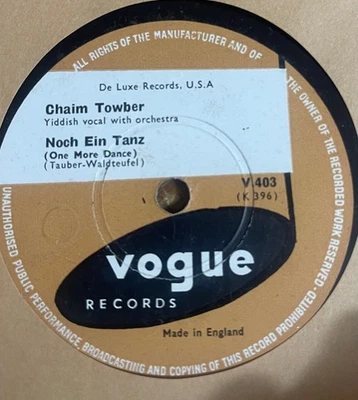 ALL RIGHTS OF THE MANUFACTURER AND OF THE OWNER OF THE RECORDED WORK RESERVED · UNAUTHORISED PUBLIC PERFORMANCE, BROADCASTING AND COPYING OF THIS RECORD PROHIBITED ·
De Luxe Records, U.S.A
Chaim Towber
Yiddish vocal with orchestra
Noch Ein Tanz
(One More Dance)
(Tauber-Waldteufel)
V 403
(K 396)
vogue
RECORDS
Made in England